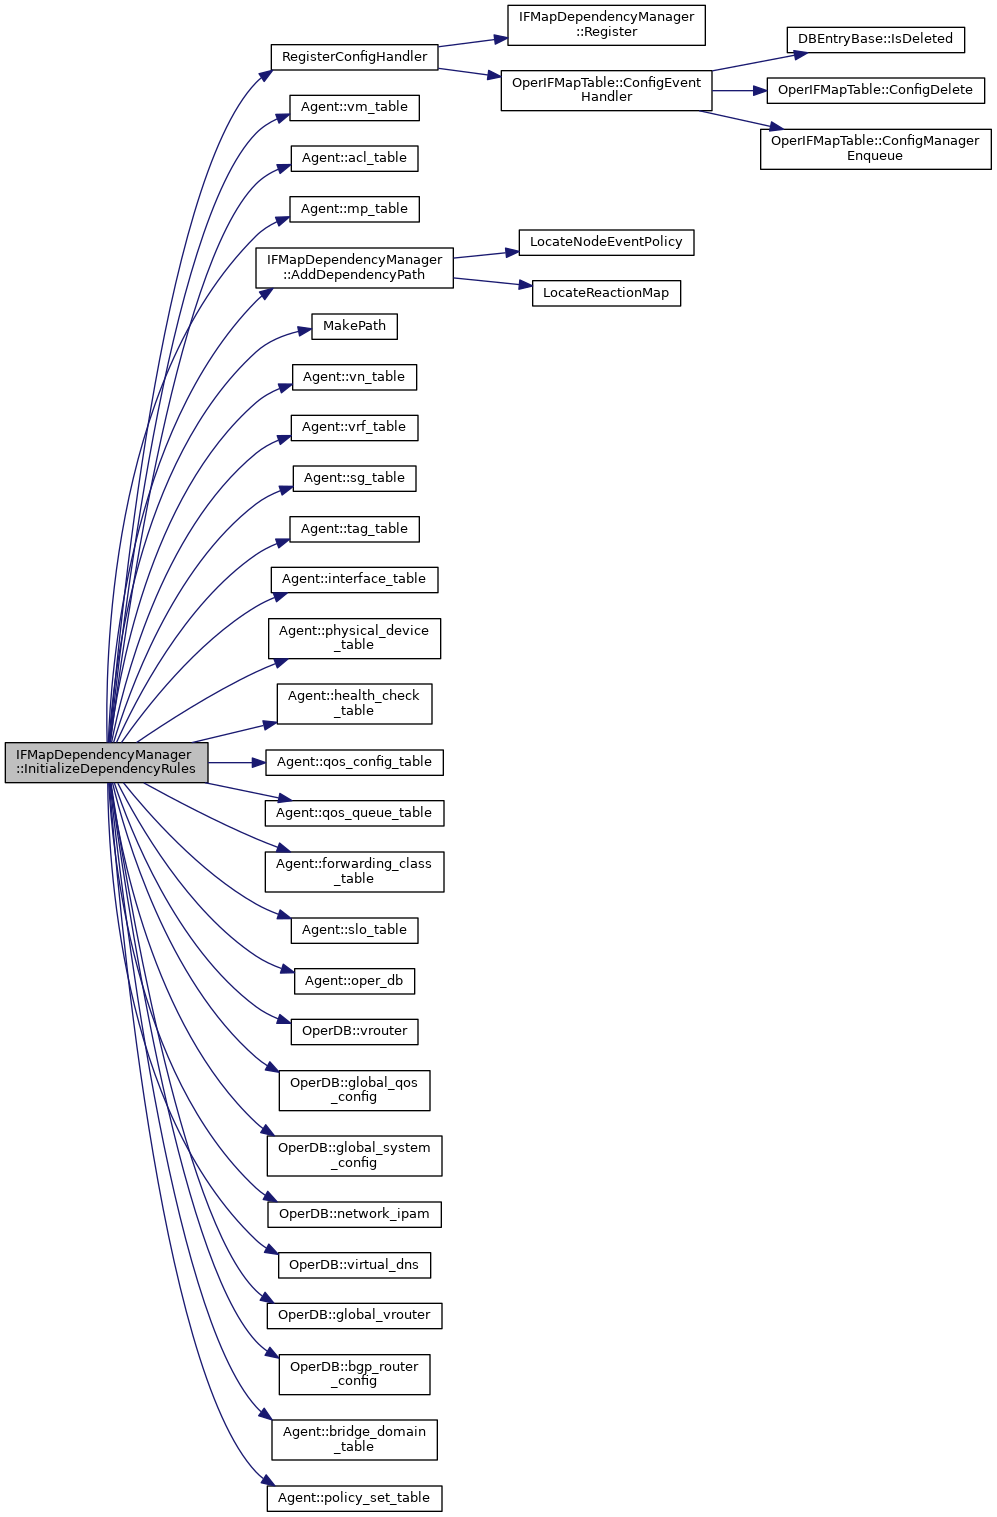 IFMapDependencyManager
::InitializeDependencyRules
RegisterConfigHandler
IFMapDependencyManager
::Register
OperIFMapTable::ConfigEvent
Handler
DBEntryBase::IsDeleted
OperIFMapTable::ConfigDelete
OperIFMapTable::ConfigManager
Enqueue
Agent::vm_table
Agent::acl_table
Agent::mp_table
IFMapDependencyManager
::AddDependencyPath
LocateNodeEventPolicy
LocateReactionMap
MakePath
Agent::vn_table
Agent::vrf_table
Agent::sg_table
Agent::tag_table
Agent::interface_table
Agent::physical_device
_table
Agent::health_check
_table
Agent::qos_config_table
Agent::qos_queue_table
Agent::forwarding_class
_table
Agent::slo_table
Agent::oper_db
OperDB::vrouter
OperDB::global_qos
_config
OperDB::global_system
_config
OperDB::network_ipam
OperDB::virtual_dns
OperDB::global_vrouter
OperDB::bgp_router
_config
Agent::bridge_domain
_table
Agent::policy_set_table